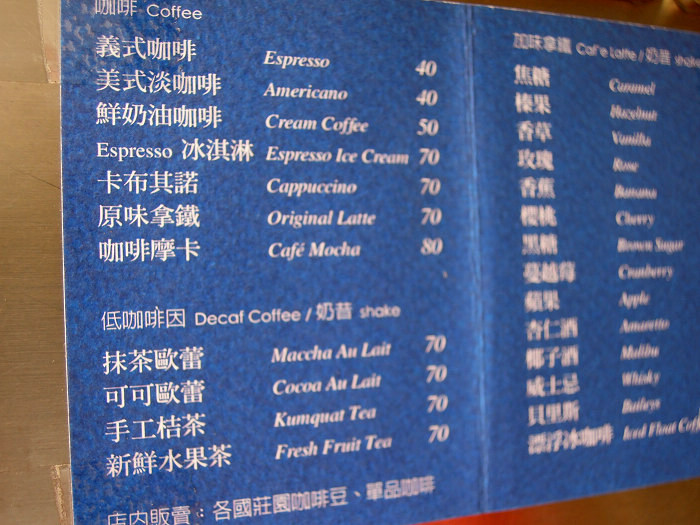 咖啡 Coffee
義式咖啡 Espresso 40
美式淡咖啡 Americano 40
鮮奶油咖啡 Cream Coffee 50
Espresso 冰淇淋 Espresso Ice Cream 70
卡布其諾 Cappuccino 70
原味拿鐵 Original Latte 70
咖啡摩卡 Café Mocha 80
低咖啡因 Decaf Coffee / 奶昔 shake
抹茶歐蕾 Maccha Au Lait 70
可可歐蕾 Cocoa Au Lait 70
手工桔茶 Kumquat Tea 70
新鮮水果茶 Fresh Fruit Tea 70
店內販賣：各國莊園咖啡豆、單品咖啡
加味拿鐵 Caf'e Latte / 奶昔 shake
焦糖 Caramel
榛果 Hazelnut
香草 Vanilla
玫瑰 Rose
香蕉 Banana
櫻桃 Cherry
黑糖 Brown Sugar
蔓越莓 Cranberry
蘋果 Apple
杏仁酒 Amaretto
椰子酒 Malibu
威士忌 Whisky
貝里斯 Baileys
漂浮冰咖啡 Iced Float Coff